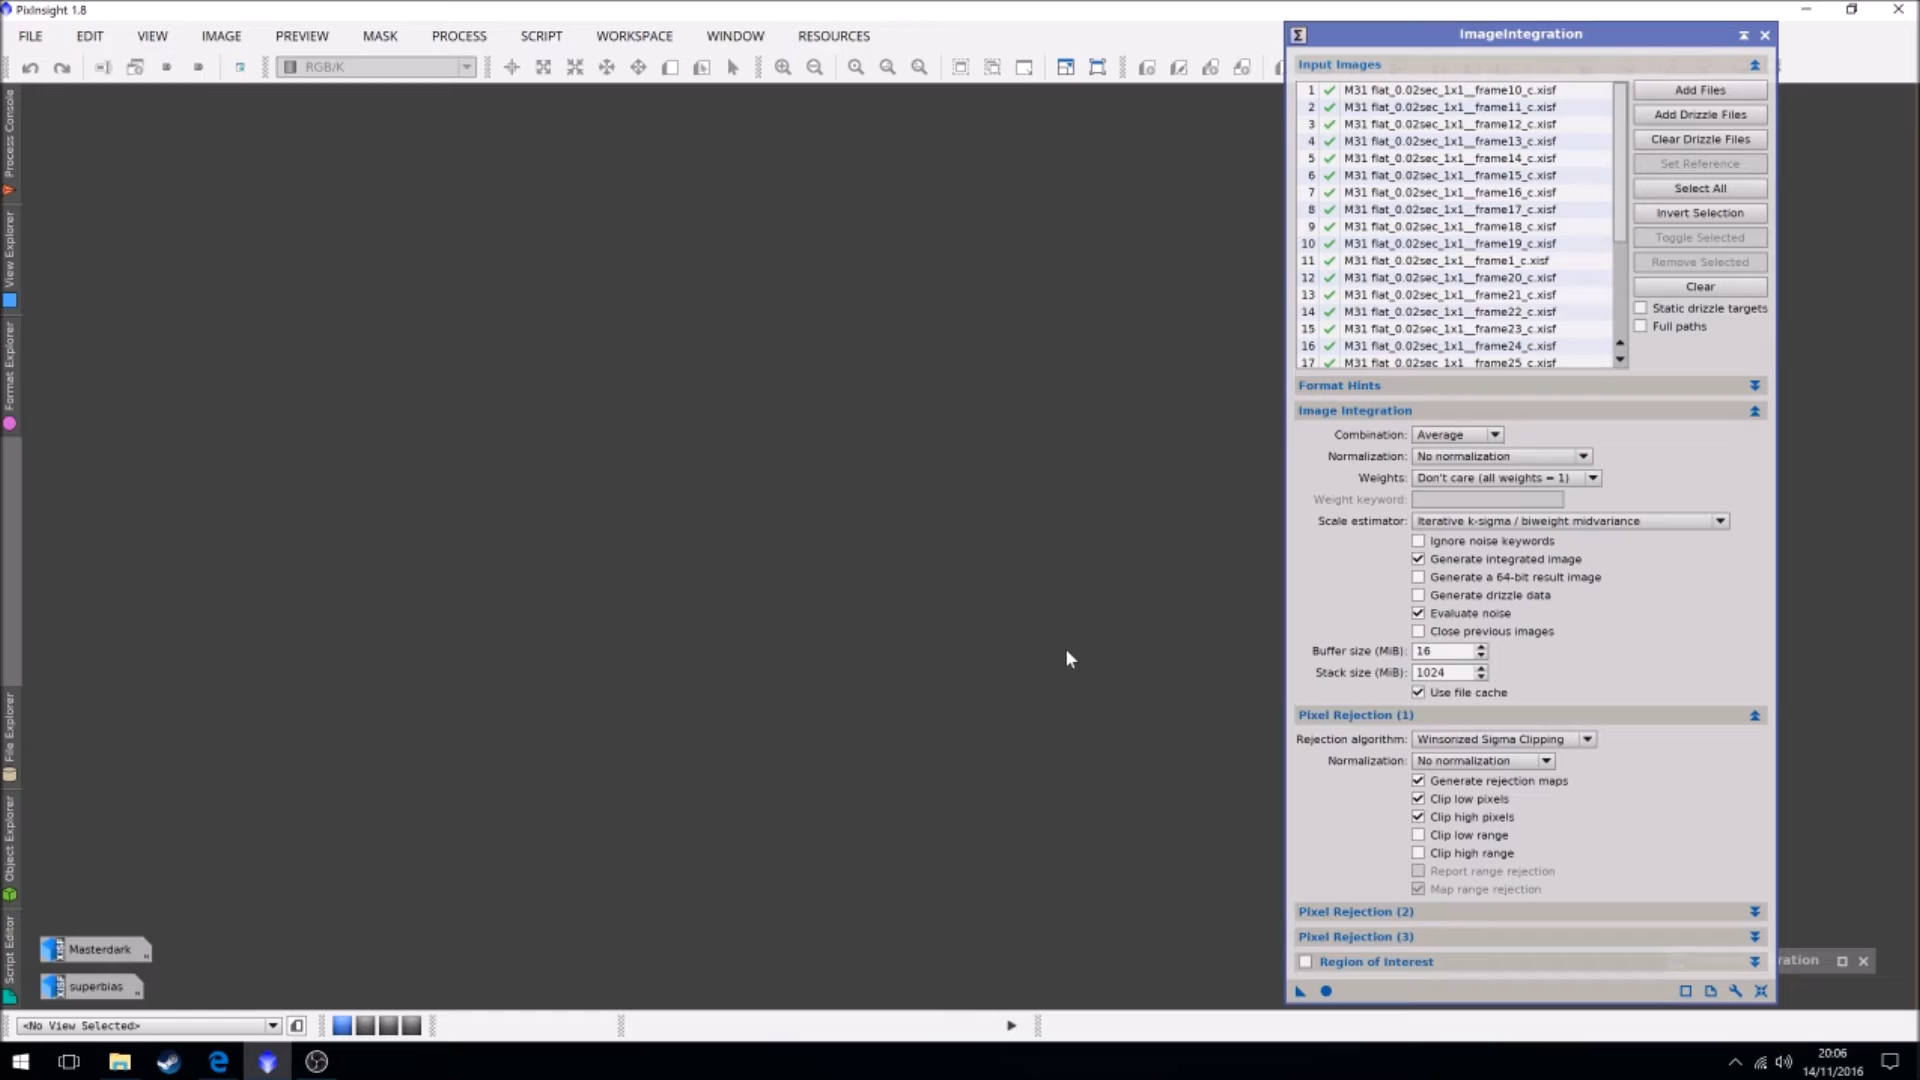 PixInsight 1.8
FILE EDIT VIEW IMAGE PREVIEW MASK PROCESS SCRIPT WORKSPACE WINDOW RESOURCES
RGB/K
Process Console
View Explorer
Format Explorer
File Explorer
Object Explorer
Script Editor
XISF Masterdark
XISF superbias
<No View Selected>
ImageIntegration
Input Images
1 M31 flat_0.02sec_1x1__frame10_c.xisf
2 M31 flat_0.02sec_1x1__frame11_c.xisf
3 M31 flat_0.02sec_1x1__frame12_c.xisf
4 M31 flat_0.02sec_1x1__frame13_c.xisf
5 M31 flat_0.02sec_1x1__frame14_c.xisf
6 M31 flat_0.02sec_1x1__frame15_c.xisf
7 M31 flat_0.02sec_1x1__frame16_c.xisf
8 M31 flat_0.02sec_1x1__frame17_c.xisf
9 M31 flat_0.02sec_1x1__frame18_c.xisf
10 M31 flat_0.02sec_1x1__frame19_c.xisf
11 M31 flat_0.02sec_1x1__frame1_c.xisf
12 M31 flat_0.02sec_1x1__frame20_c.xisf
13 M31 flat_0.02sec_1x1__frame21_c.xisf
14 M31 flat_0.02sec_1x1__frame22_c.xisf
15 M31 flat_0.02sec_1x1__frame23_c.xisf
16 M31 flat_0.02sec_1x1__frame24_c.xisf
17 M31 flat_0.02sec_1x1__frame25_c.xisf
Add Files
Add Drizzle Files
Clear Drizzle Files
Set Reference
Select All
Invert Selection
Toggle Selected
Remove Selected
Clear
Static drizzle targets
Full paths
Format Hints
Image Integration
Combination: Average
Normalization: No normalization
Weights: Don't care (all weights = 1)
Weight keyword:
Scale estimator: Iterative k-sigma / biweight midvariance
Ignore noise keywords
Generate integrated image
Generate a 64-bit result image
Generate drizzle data
Evaluate noise
Close previous images
Buffer size (MiB): 16
Stack size (MiB): 1024
Use file cache
Pixel Rejection (1)
Rejection algorithm: Winsorized Sigma Clipping
Normalization: No normalization
Generate rejection maps
Clip low pixels
Clip high pixels
Clip low range
Clip high range
Report range rejection
Map range rejection
Pixel Rejection (2)
Pixel Rejection (3)
Region of Interest
ration
20:06
14/11/2016